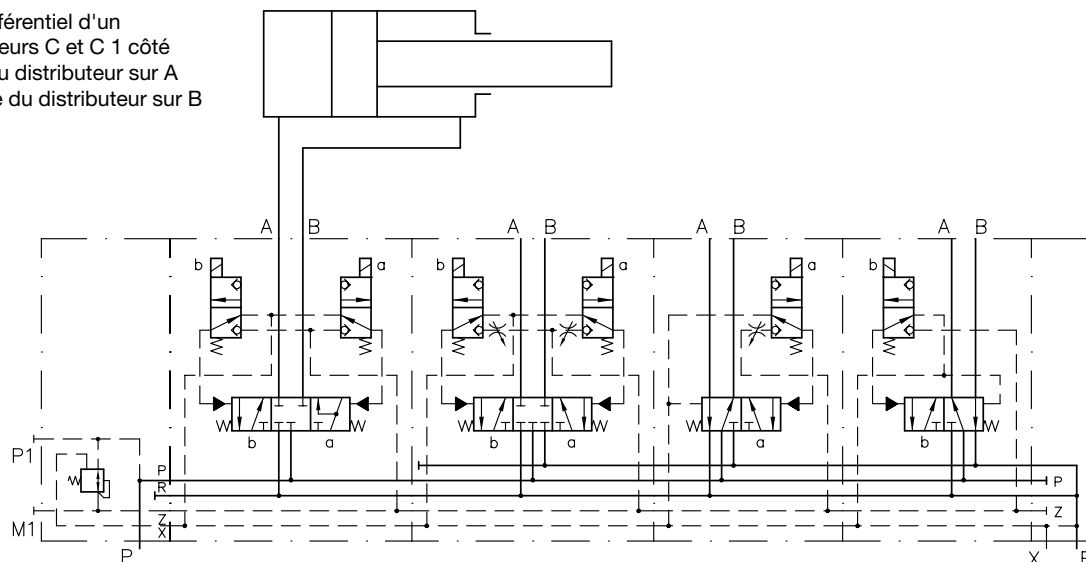 férentiel d'un
eurs C et C 1 côté
u distributeur sur A
e du distributeur sur B
A B A B A B A B
b a b a a b
b a b a a b
P1
P P
R
M1
Z Z
X
P X